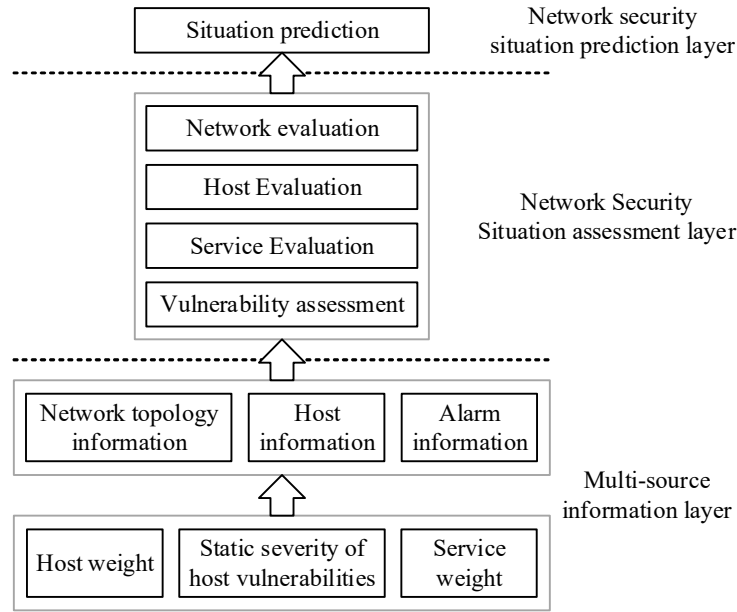 Situation prediction
Network security
situation prediction layer
Network evaluation
Host Evaluation
Service Evaluation
Vulnerability assessment
Network Security
Situation assessment layer
Network topology
information
Host
information
Alarm
information
Multi-source
information layer
Host weight
Static severity of
host vulnerabilities
Service
weight